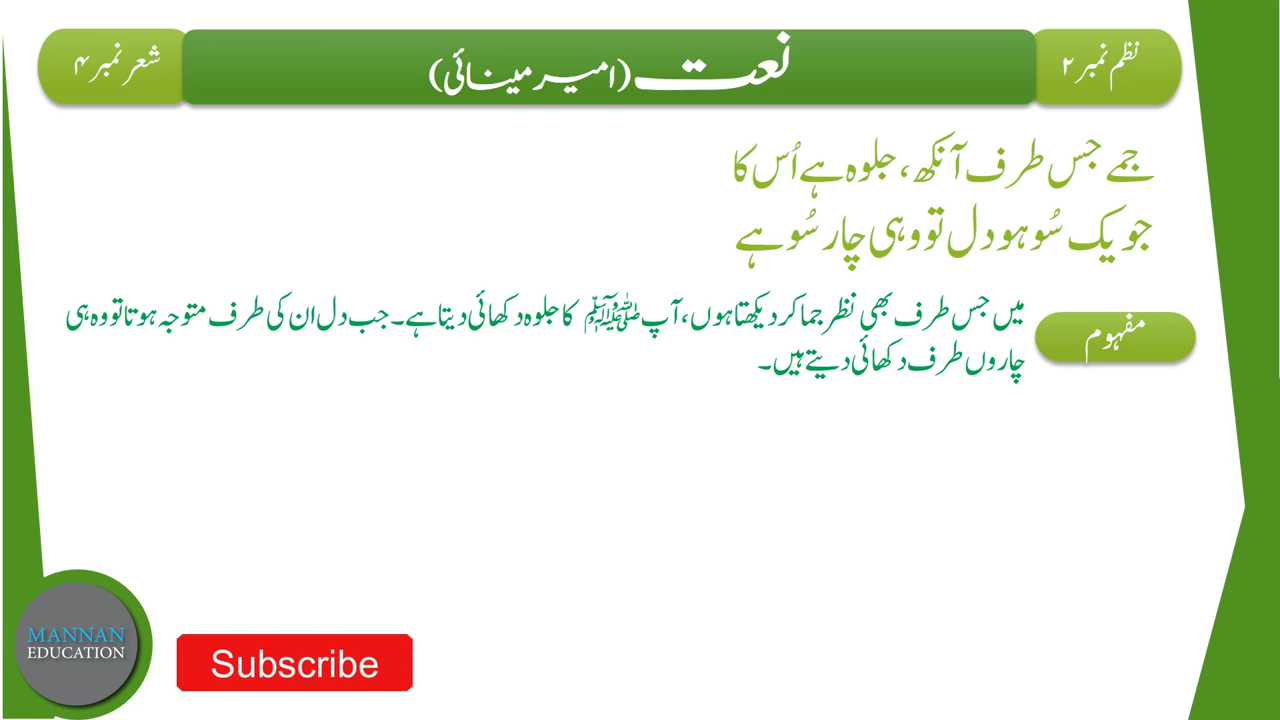 نظم نمبر ۲
نعت (امیر مینائی)
شعر نمبر ۴
جمے جس طرف آنکھ، جلوہ ہے اُس کا
جو یک سُو ہو دل تو وہی چار سُو ہے
مفہوم
میں جس طرف بھی نظر جما کر دیکھتا ہوں، آپ ﷺ کا جلوہ دکھائی دیتا ہے۔ جب دل ان کی طرف متوجہ ہوتا تو وہ ہی
چاروں طرف دکھائی دیتے ہیں۔
MANNAN
EDUCATION
Subscribe